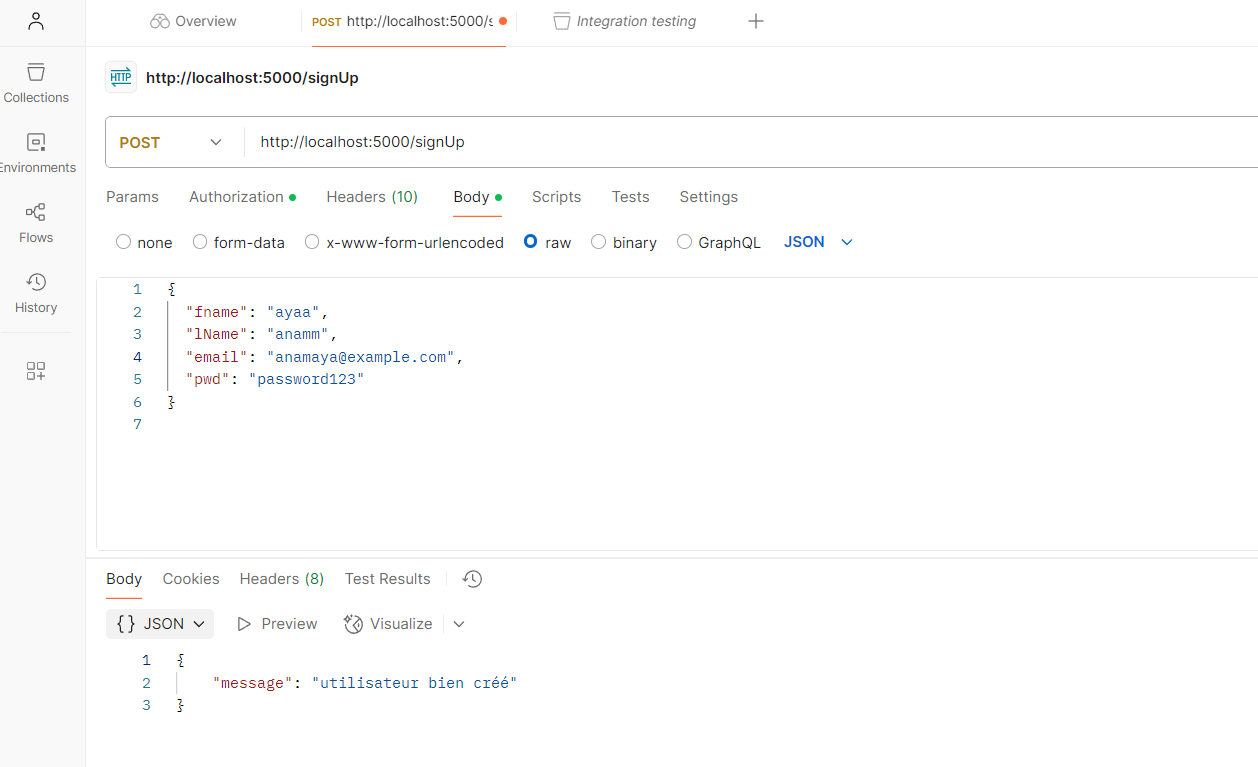 Overview
POST http://localhost:5000/s
Integration testing
HTTP http://localhost:5000/signUp
Collections
Environments
Flows
History
POST http://localhost:5000/signUp
Params Authorization Headers (10) Body Scripts Tests Settings
none form-data x-www-form-urlencoded raw binary GraphQL JSON
1 {
2 "fname": "ayaa",
3 "lName": "anamm",
4 "email": "anamaya@example.com",
5 "pwd": "password123"
6 }
7
Body Cookies Headers (8) Test Results
{} JSON Preview Visualize
1 {
2 "message": "utilisateur bien créé"
3 }